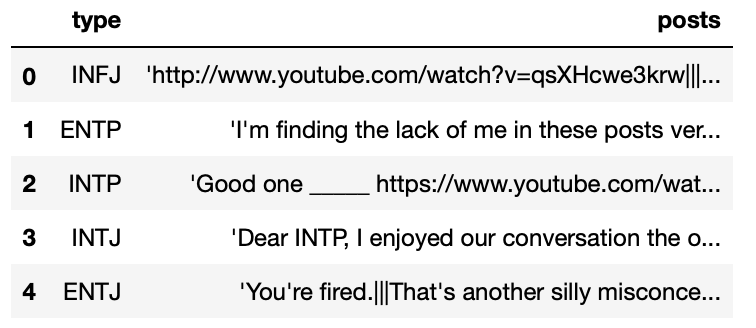 type posts
0 INFJ 'http://www.youtube.com/watch?v=qsXHcwe3krw|||...
1 ENTP 'I'm finding the lack of me in these posts ver...
2 INTP 'Good one _____ https://www.youtube.com/wat...
3 INTJ 'Dear INTP, I enjoyed our conversation the o...
4 ENTJ 'You're fired.|||That's another silly misconce...